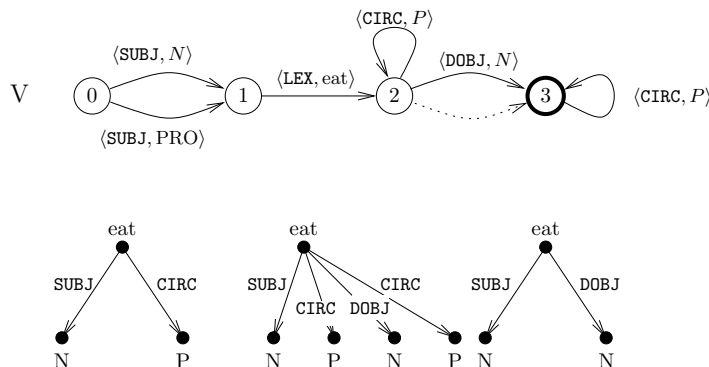 ⟨CIRC, P⟩
⟨SUBJ, N⟩ ⟨DOBJ, N⟩
⟨LEX, eat⟩
V 0 1 2 3 ⟨CIRC, P⟩
⟨SUBJ, PRO⟩
eat eat eat
SUBJ CIRC SUBJ CIRC SUBJ DOBJ
CIRC DOBJ
N P N P N P N N